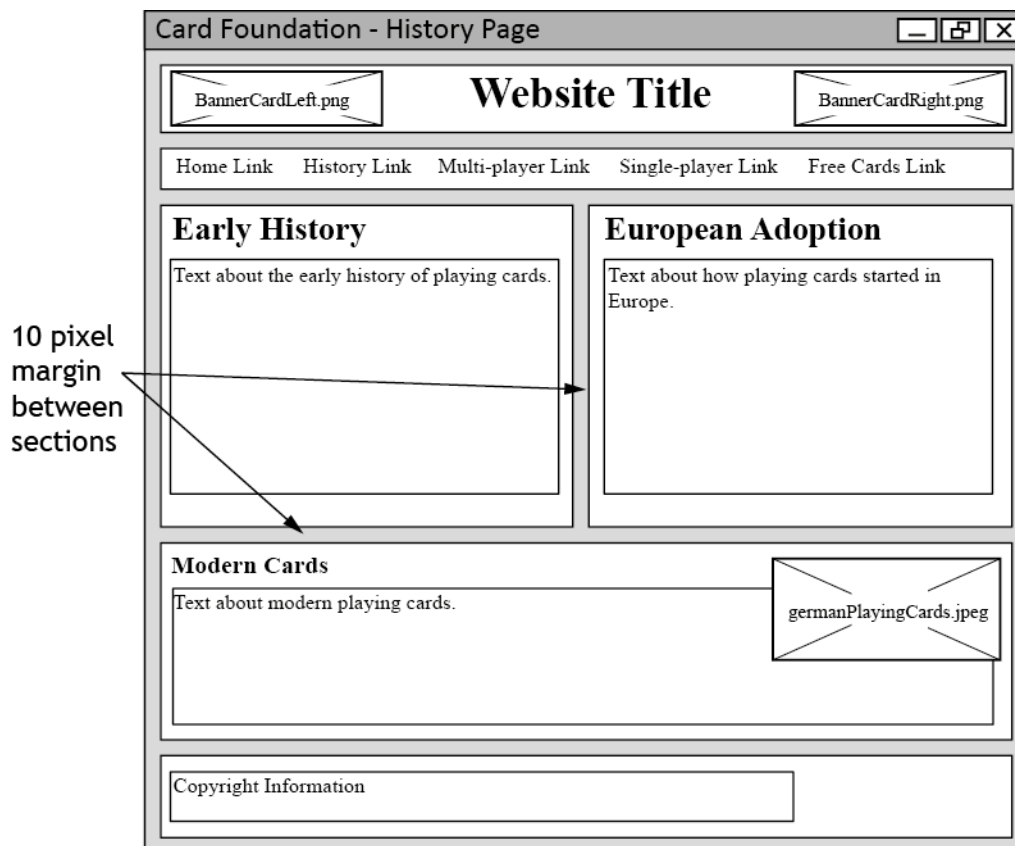 Card Foundation - History Page
BannerCardLeft.png
Website Title
BannerCardRight.png
Home Link History Link Multi-player Link Single-player Link Free Cards Link
Early History
Text about the early history of playing cards.
European Adoption
Text about how playing cards started in
Europe.
10 pixel
margin
between
sections
Modern Cards
Text about modern playing cards.
germanPlayingCards.jpeg
Copyright Information